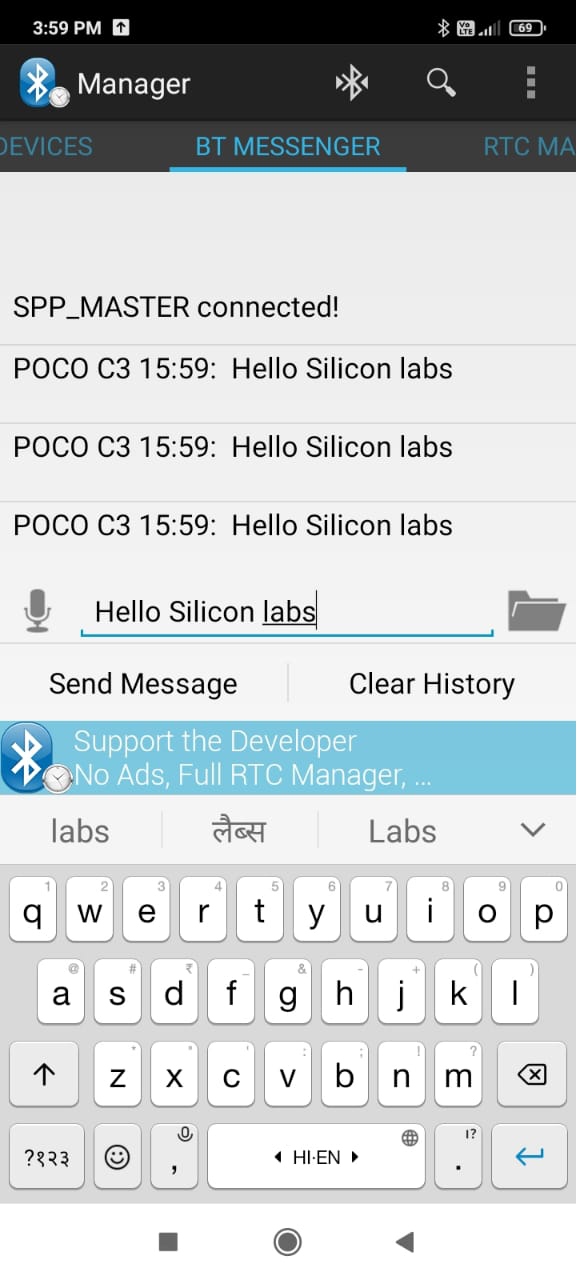 3:59 PM
Vo LTE
69
Manager
DEVICES BT MESSENGER RTC MA
SPP_MASTER connected!
POCO C3 15:59: Hello Silicon labs
POCO C3 15:59: Hello Silicon labs
POCO C3 15:59: Hello Silicon labs
Hello Silicon labs
Send Message Clear History
Support the Developer
No Ads, Full RTC Manager, ...
labs लैब्स Labs
1 2 3 4 5 6 7 8 9 0
q w e r t y u i o p
@ # ₹ _ & - + ( )
a s d f g h j k l
* " ' : ; ! ?
z x c v b n m
?१२३ , HI·EN . !?